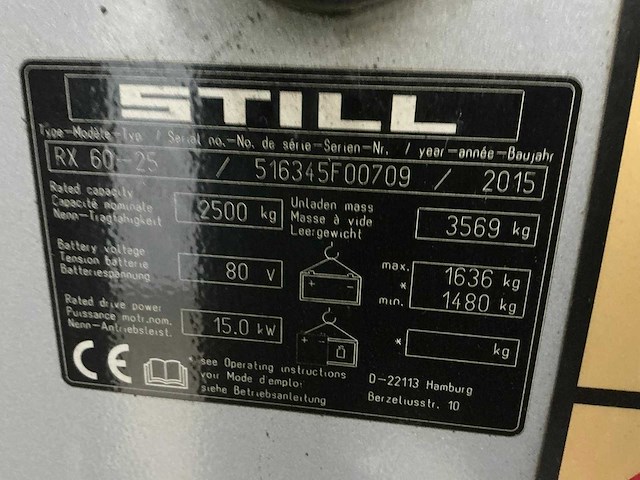 STILL
Type-Modèle-Typ. / Serial no.-No. de série-Serien-Nr. / year-année-Baujahr
RX 60-25 / 516345F00709 / 2015
Rated capacity
Capacité nominale
Nenn-Tragfähigkeit
2500 kg
Unladen mass
Masse à vide
Leergewicht
3569 kg
Battery voltage
Tension batterie
Batteriespannung
80 V
max. 1636 kg
*
min. 1480 kg
Rated drive power
Puissance motr.nom.
Nenn-Antriebsleist.
15.0 kW
* kg
CE
see Operating instructions
voir Mode d'emploi
siehe Betriebsanleitung
D-22113 Hamburg
Berzeliusstr. 10